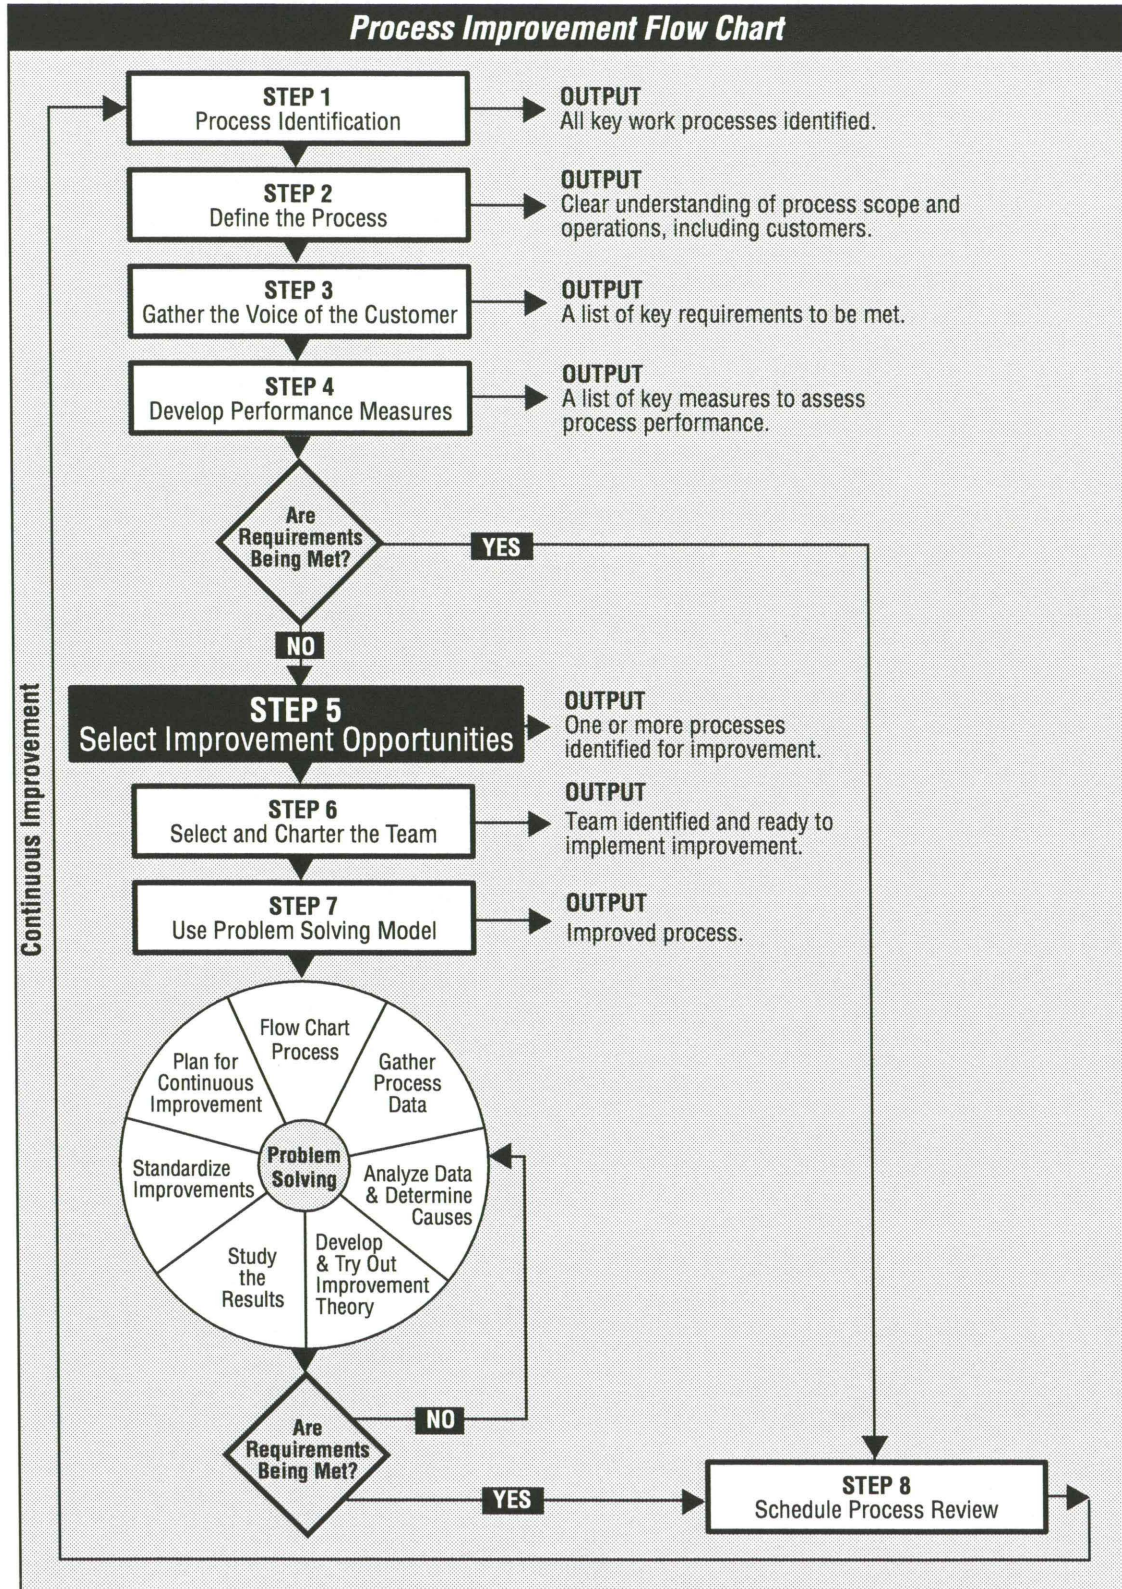 Process Improvement Flow Chart
STEP 1
Process Identification
OUTPUT
All key work processes identified.
STEP 2
Define the Process
OUTPUT
Clear understanding of process scope and
operations, including customers.
STEP 3
Gather the Voice of the Customer
OUTPUT
A list of key requirements to be met.
STEP 4
Develop Performance Measures
OUTPUT
A list of key measures to assess
process performance.
Are
Requirements
Being Met?
YES
NO
STEP 5
Select Improvement Opportunities
OUTPUT
One or more processes
identified for improvement.
STEP 6
Select and Charter the Team
OUTPUT
Team identified and ready to
implement improvement.
STEP 7
Use Problem Solving Model
OUTPUT
Improved process.
Continuous Improvement
Flow Chart
Process
Gather
Process
Data
Analyze Data
& Determine
Causes
Develop
& Try Out
Improvement
Theory
Study
the
Results
Standardize
Improvements
Plan for
Continuous
Improvement
Problem
Solving
Are
Requirements
Being Met?
NO
YES
STEP 8
Schedule Process Review